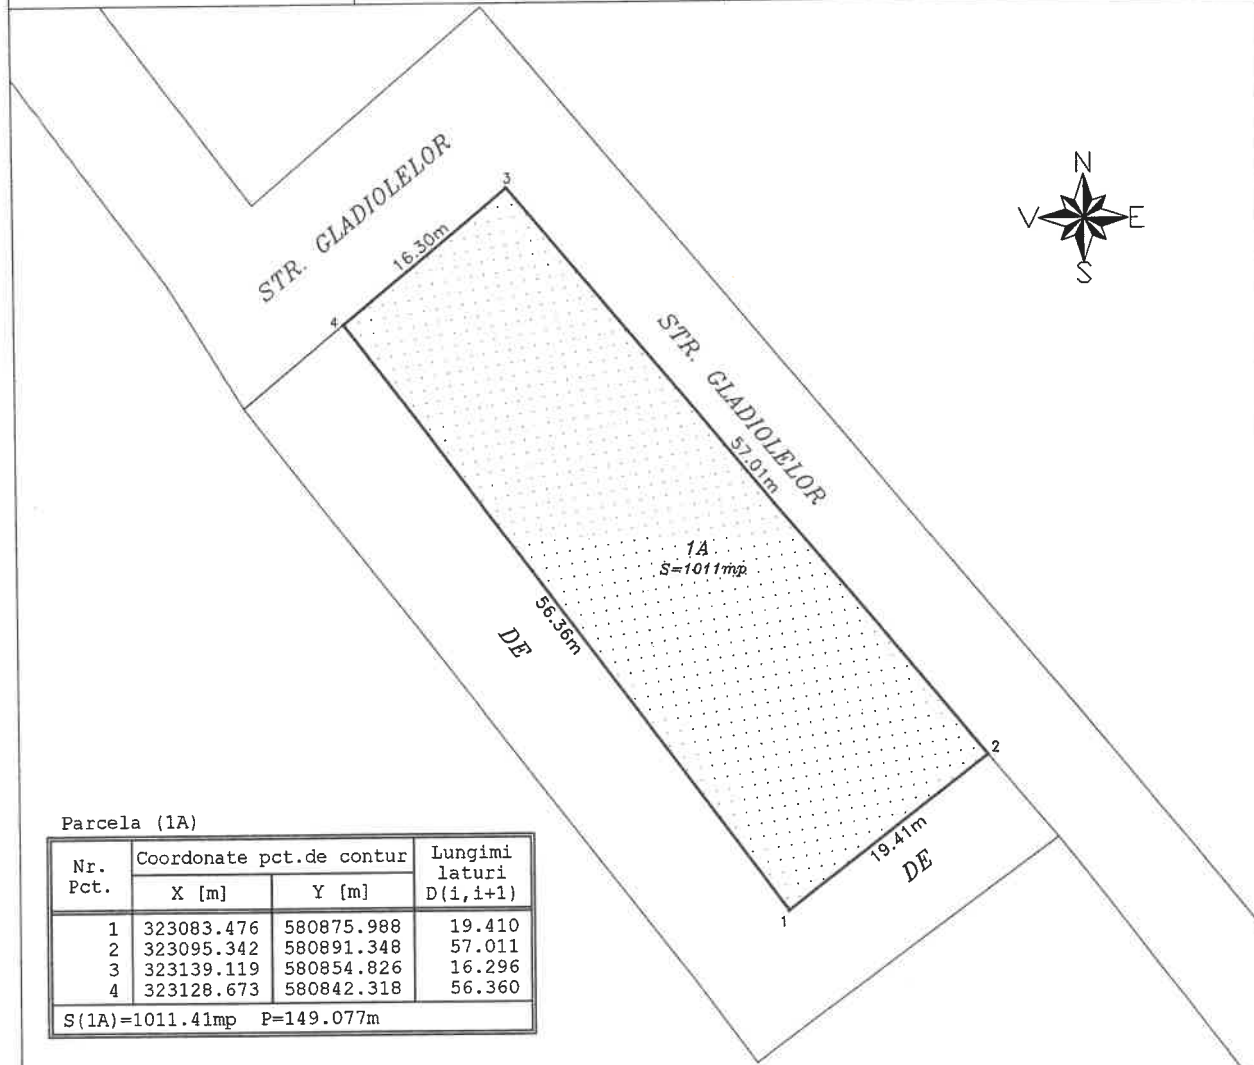 N
V E
S
STR. GLADIOLELOR
3
16.30m
4
STR. GLADIOLELOR
57.01m
1A
S=1011mp
56.36m
DE
2
19.41m
DE
1
Parcela (1A)
Nr. Pct. Coordonate pct.de contur Lungimi laturi D(i,i+1)
X [m] Y [m]
1 323083.476 580875.988 19.410
2 323095.342 580891.348 57.011
3 323139.119 580854.826 16.296
4 323128.673 580842.318 56.360
S(1A)=1011.41mp P=149.077m